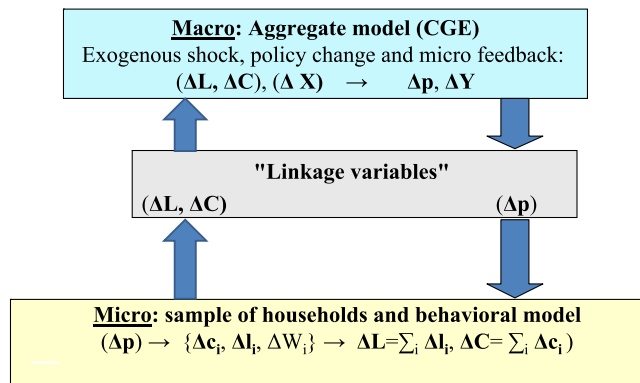 Macro: Aggregate model (CGE)
Exogenous shock, policy change and micro feedback:
(ΔL, ΔC), (Δ X) → Δp, ΔY
"Linkage variables"
(ΔL, ΔC) (Δp)
Micro: sample of households and behavioral model
(Δp) → {Δcᵢ, Δlᵢ, ΔWᵢ} → ΔL=∑ᵢ Δlᵢ, ΔC= ∑ᵢ Δcᵢ )